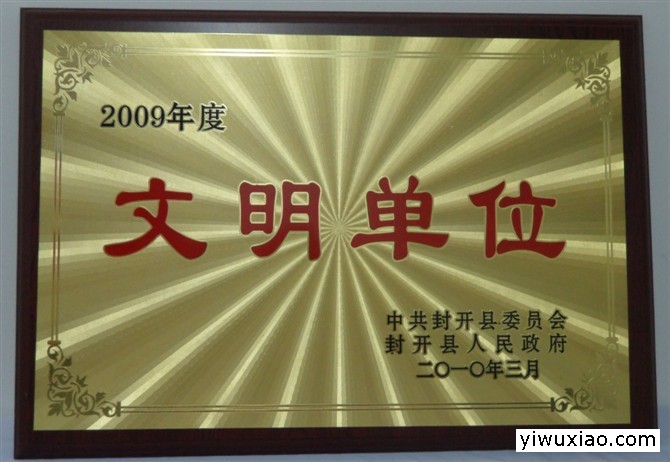 2009年度
文明单位
中共封开县委员会
封开县人民政府
二〇一〇年三月
yiwuxiao.com